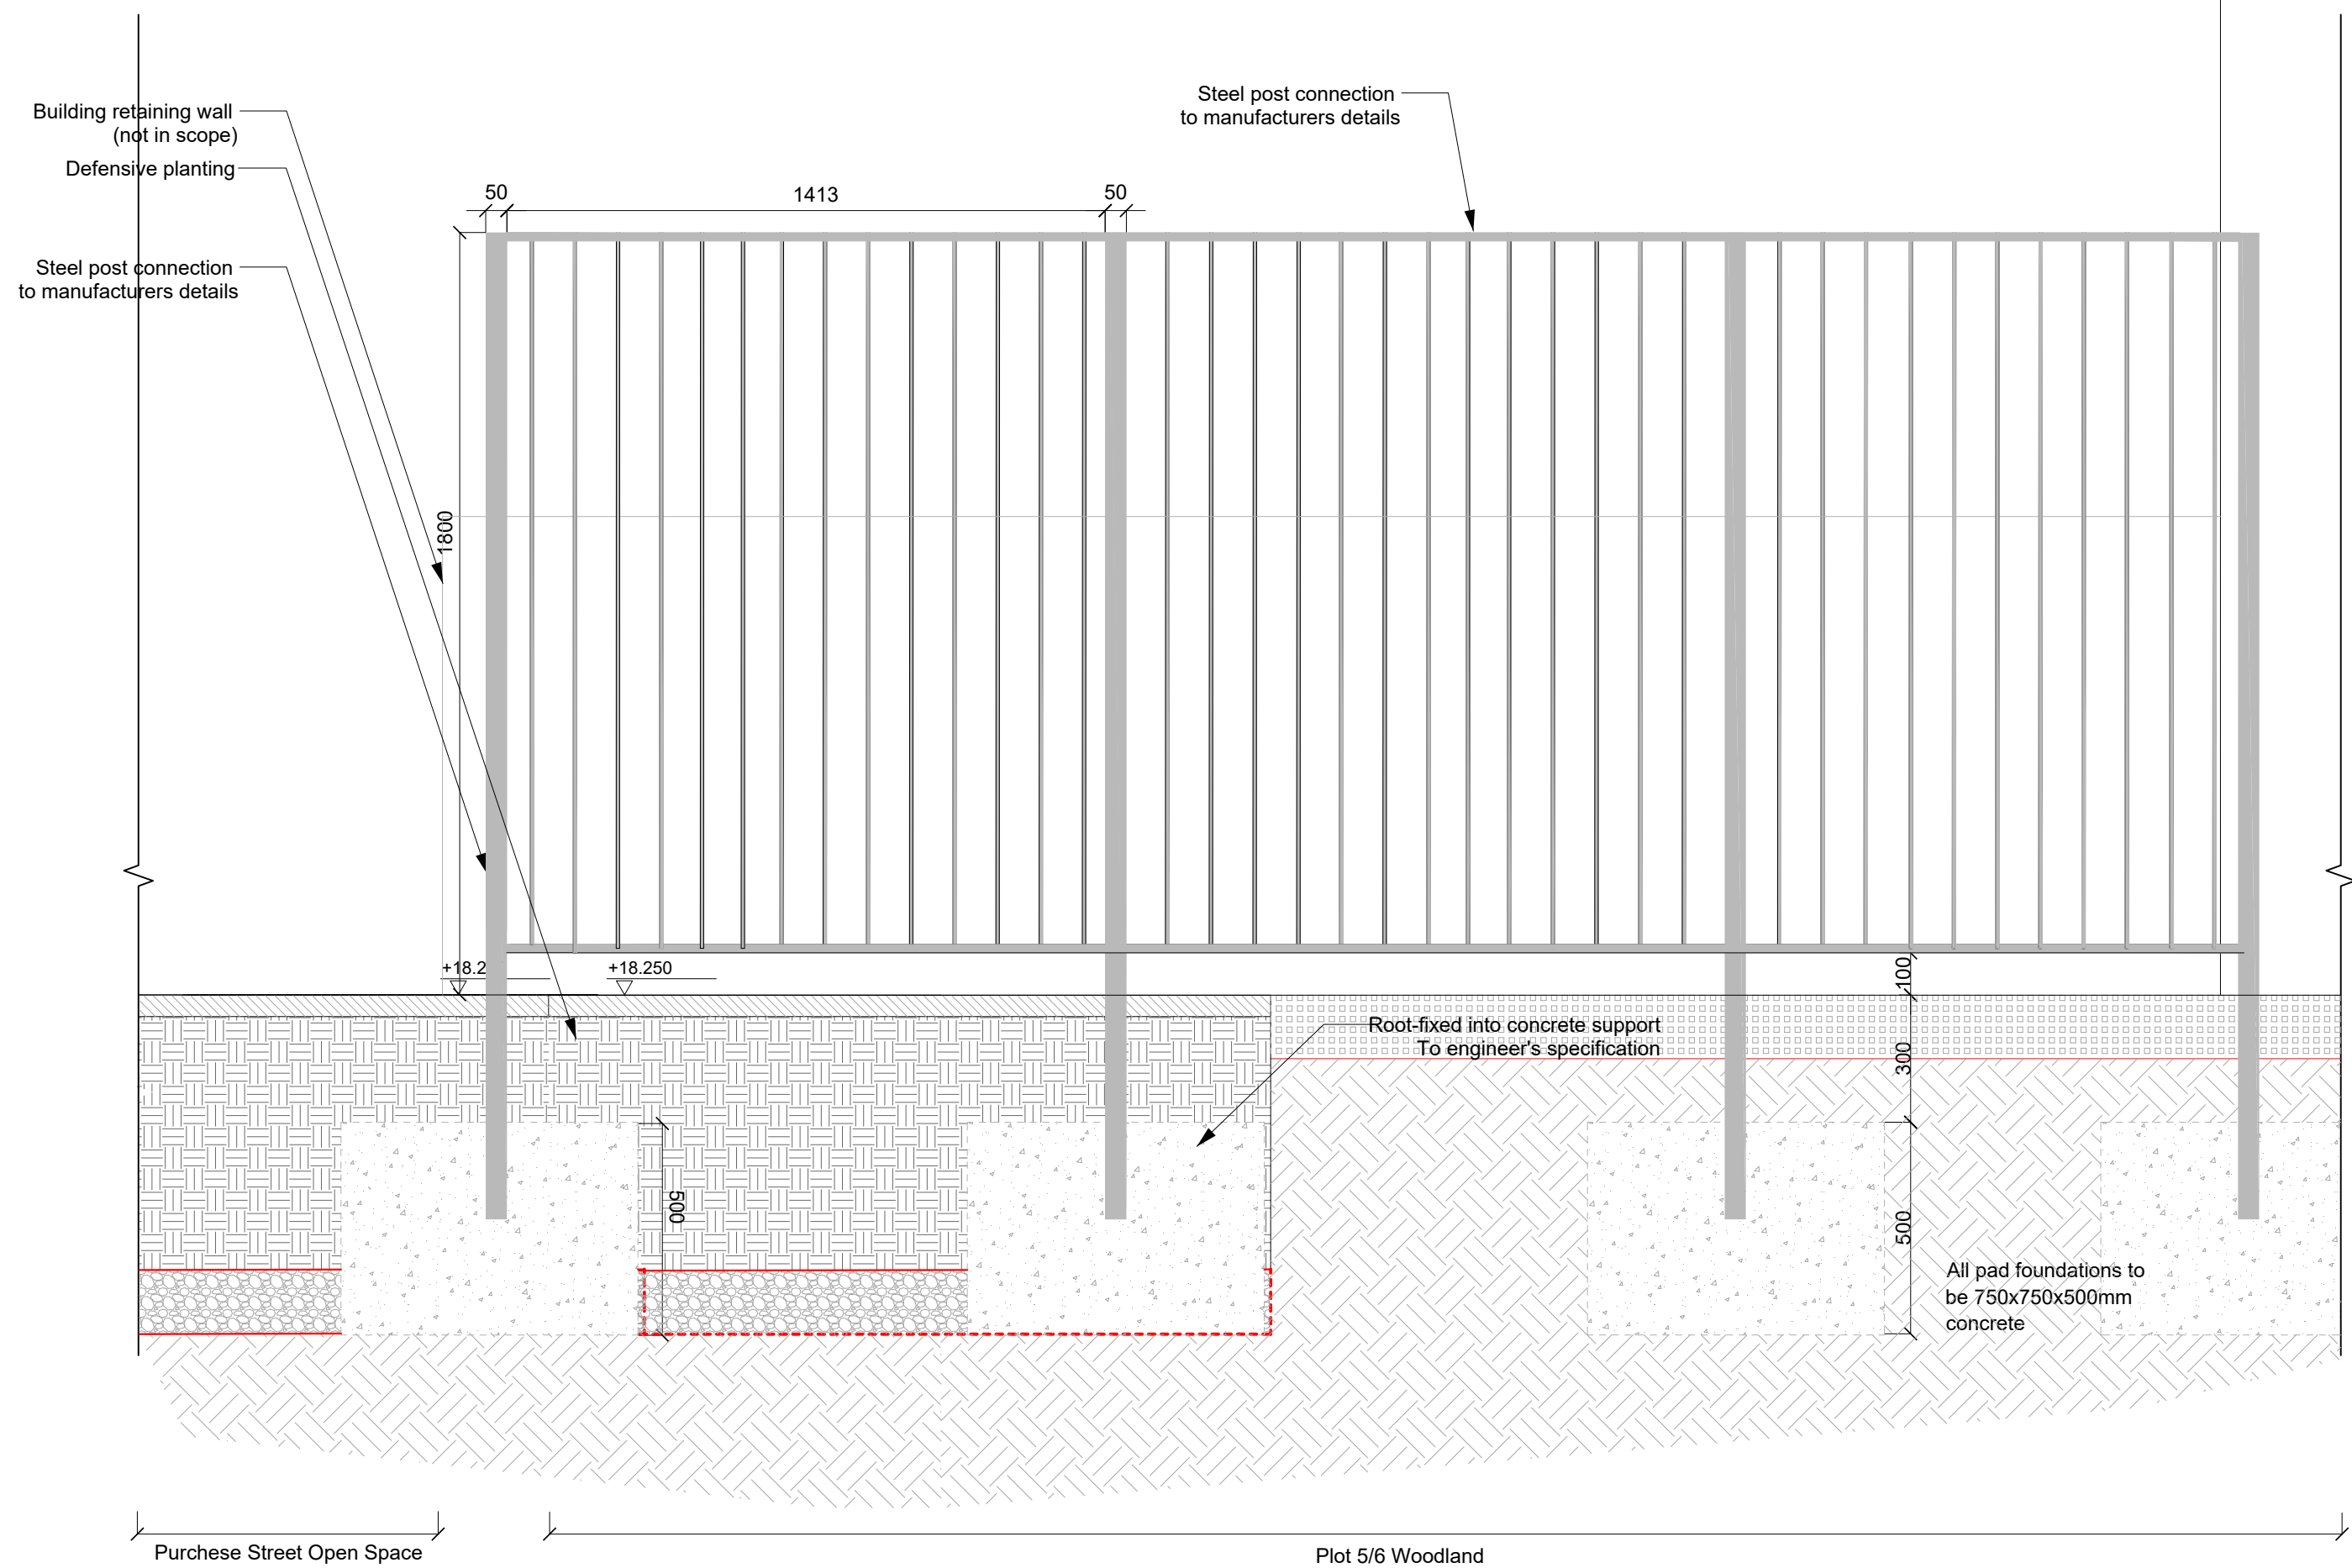 Steel post connection
to manufacturers details
Building retaining wall
(not in scope)
Defensive planting
50
1413
50
Steel post connection
to manufacturers details
1800
+18.2
+18.250
100
Root-fixed into concrete support
To engineer's specification
300
500
500
All pad foundations to
be 750x750x500mm
concrete
Purchese Street Open Space
Plot 5/6 Woodland